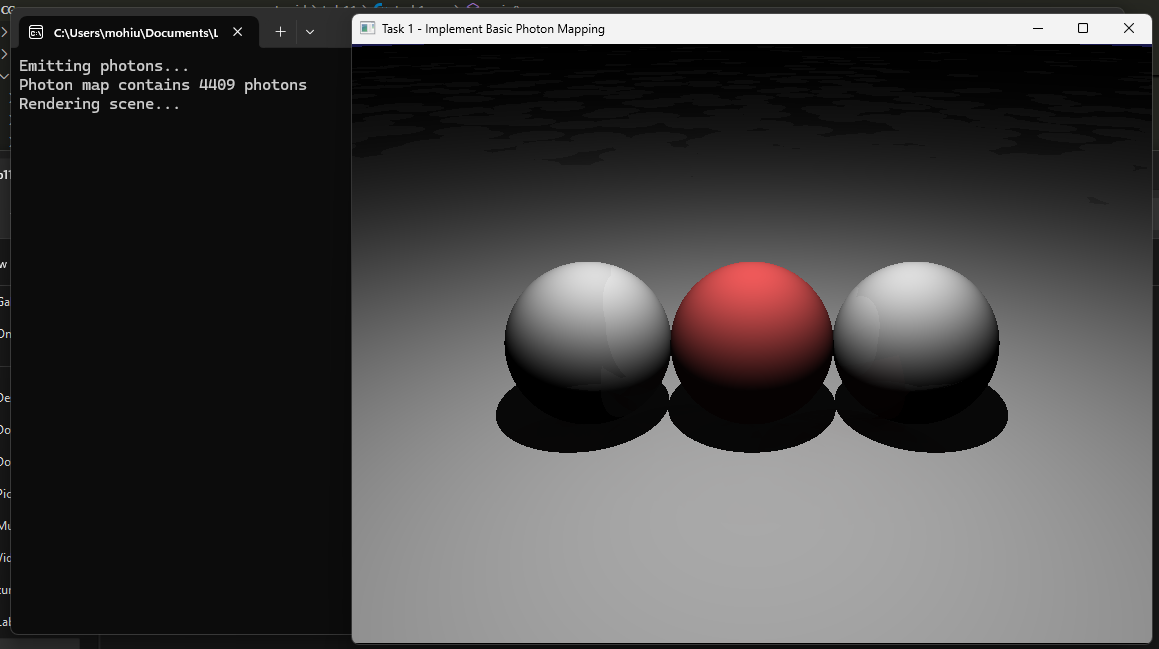 C:\Users\mohiu\Documents\L
Task 1 - Implement Basic Photon Mapping
Emitting photons...
Photon map contains 4409 photons
Rendering scene...